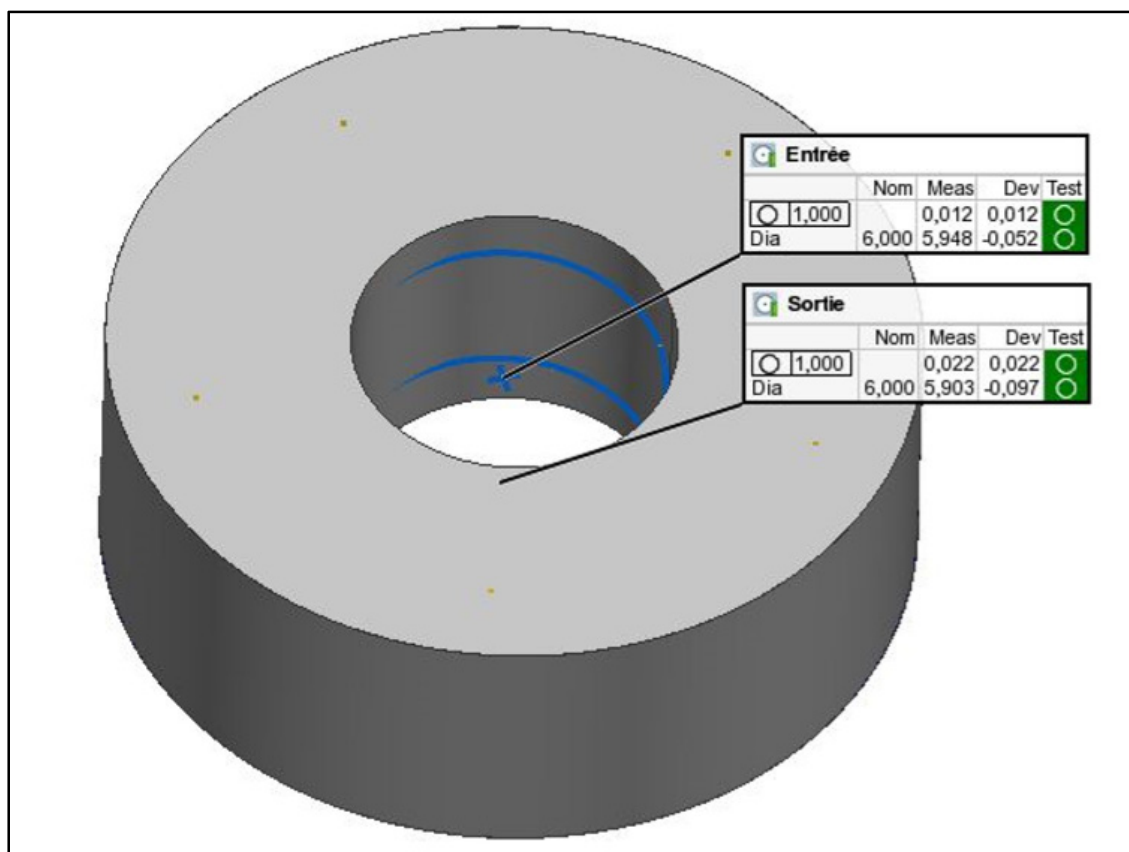 Entrée
Nom Meas Dev Test
1,000 0,012 0,012
Dia 6,000 5,948 -0,052
Sortie
Nom Meas Dev Test
1,000 0,022 0,022
Dia 6,000 5,903 -0,097